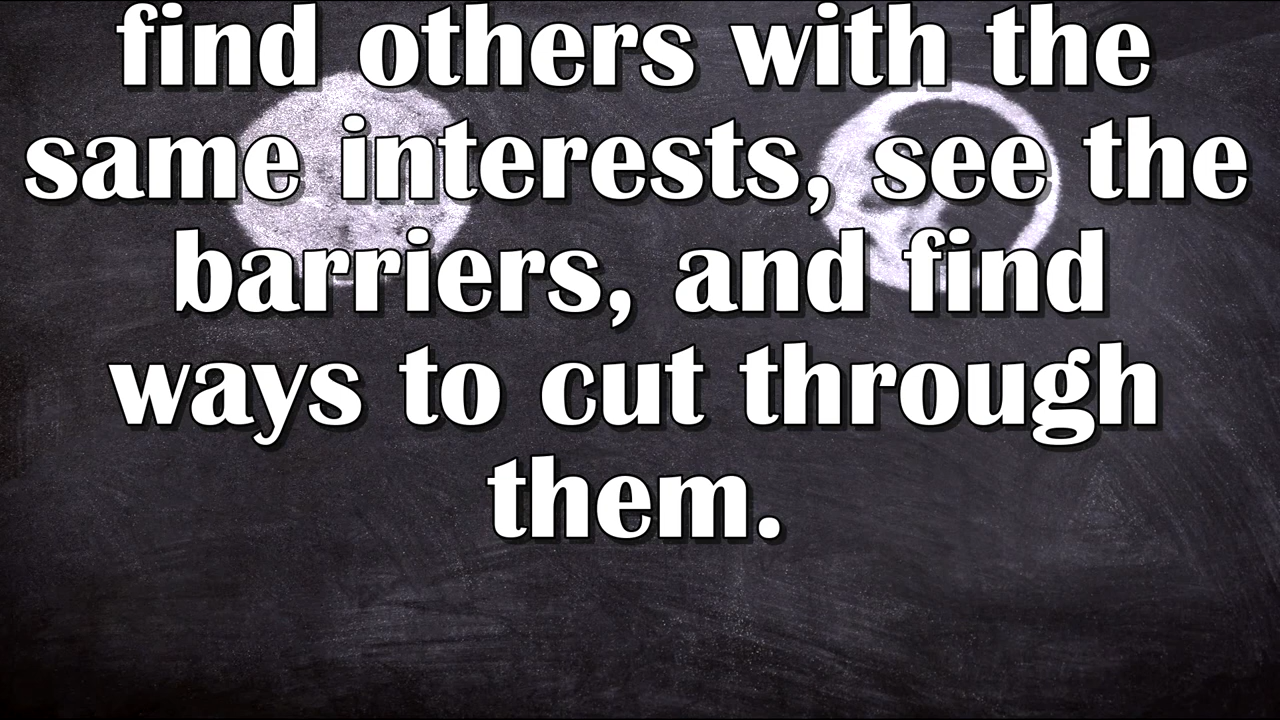 find others with the
same interests, see the
barriers, and find
ways to cut through
them.